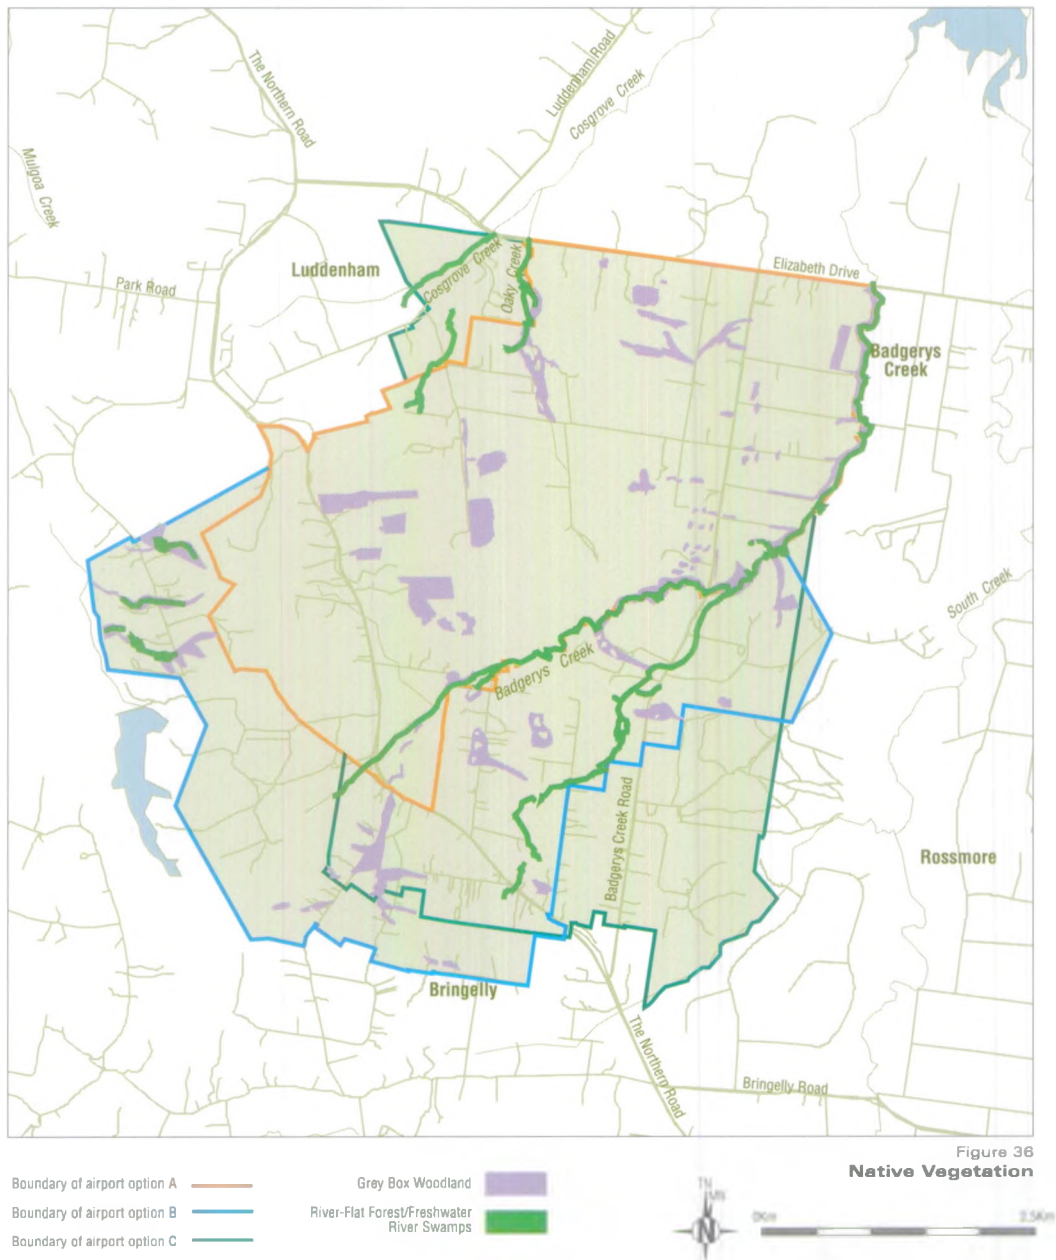 The Northern Road
Luddenham Road
Cosgrove Creek
Mulgoa Creek
Luddenham
Park Road
Cosgrove Creek
Oaky Creek
Elizabeth Drive
Badgerys
Creek
South Creek
Badgerys Creek
Badgerys Creek Road
Rossmore
Bringelly
The Northern Road
Bringelly Road
Figure 36
Native Vegetation
Boundary of airport option A
Boundary of airport option B
Boundary of airport option C
Grey Box Woodland
River-Flat Forest/Freshwater
River Swamps
TN
MN
N
0Km
2.5Km